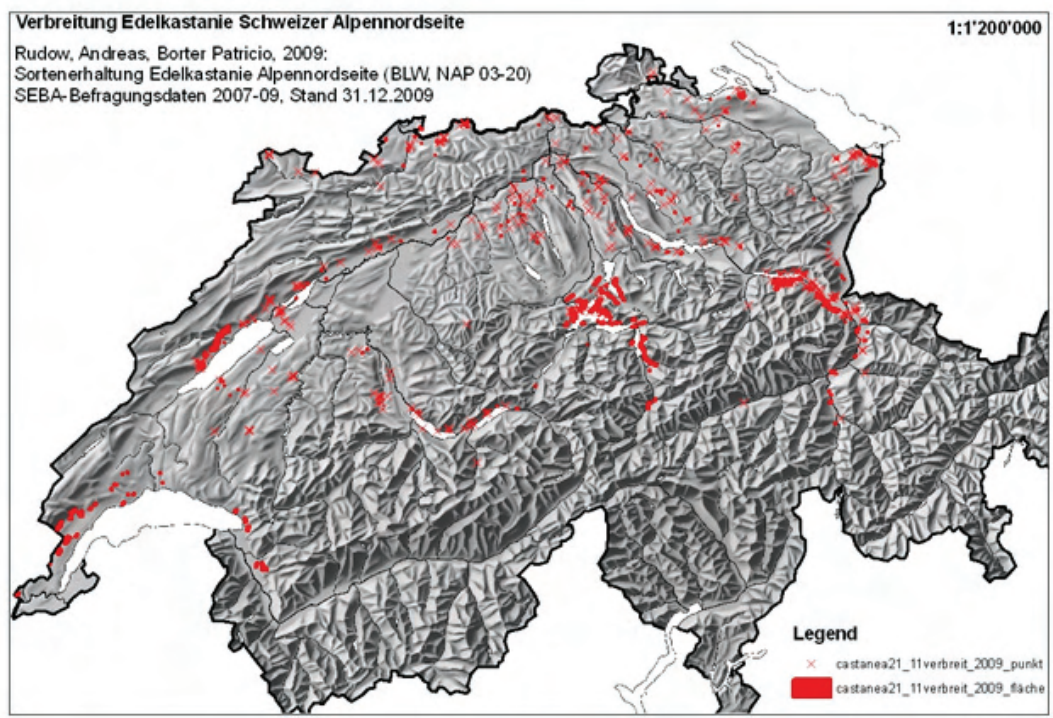 Verbreitung Edelkastanie Schweizer Alpennordseite
1:1'200'000
Rudow, Andreas, Borter Patricio, 2009:
Sortenerhaltung Edelkastanie Alpennordseite (BLW, NAP 03-20)
SEBA-Befragungsdaten 2007-09, Stand 31.12.2009
Legend
castanea21_11verbreit_2009_punkt
castanea21_11verbreit_2009_fläche